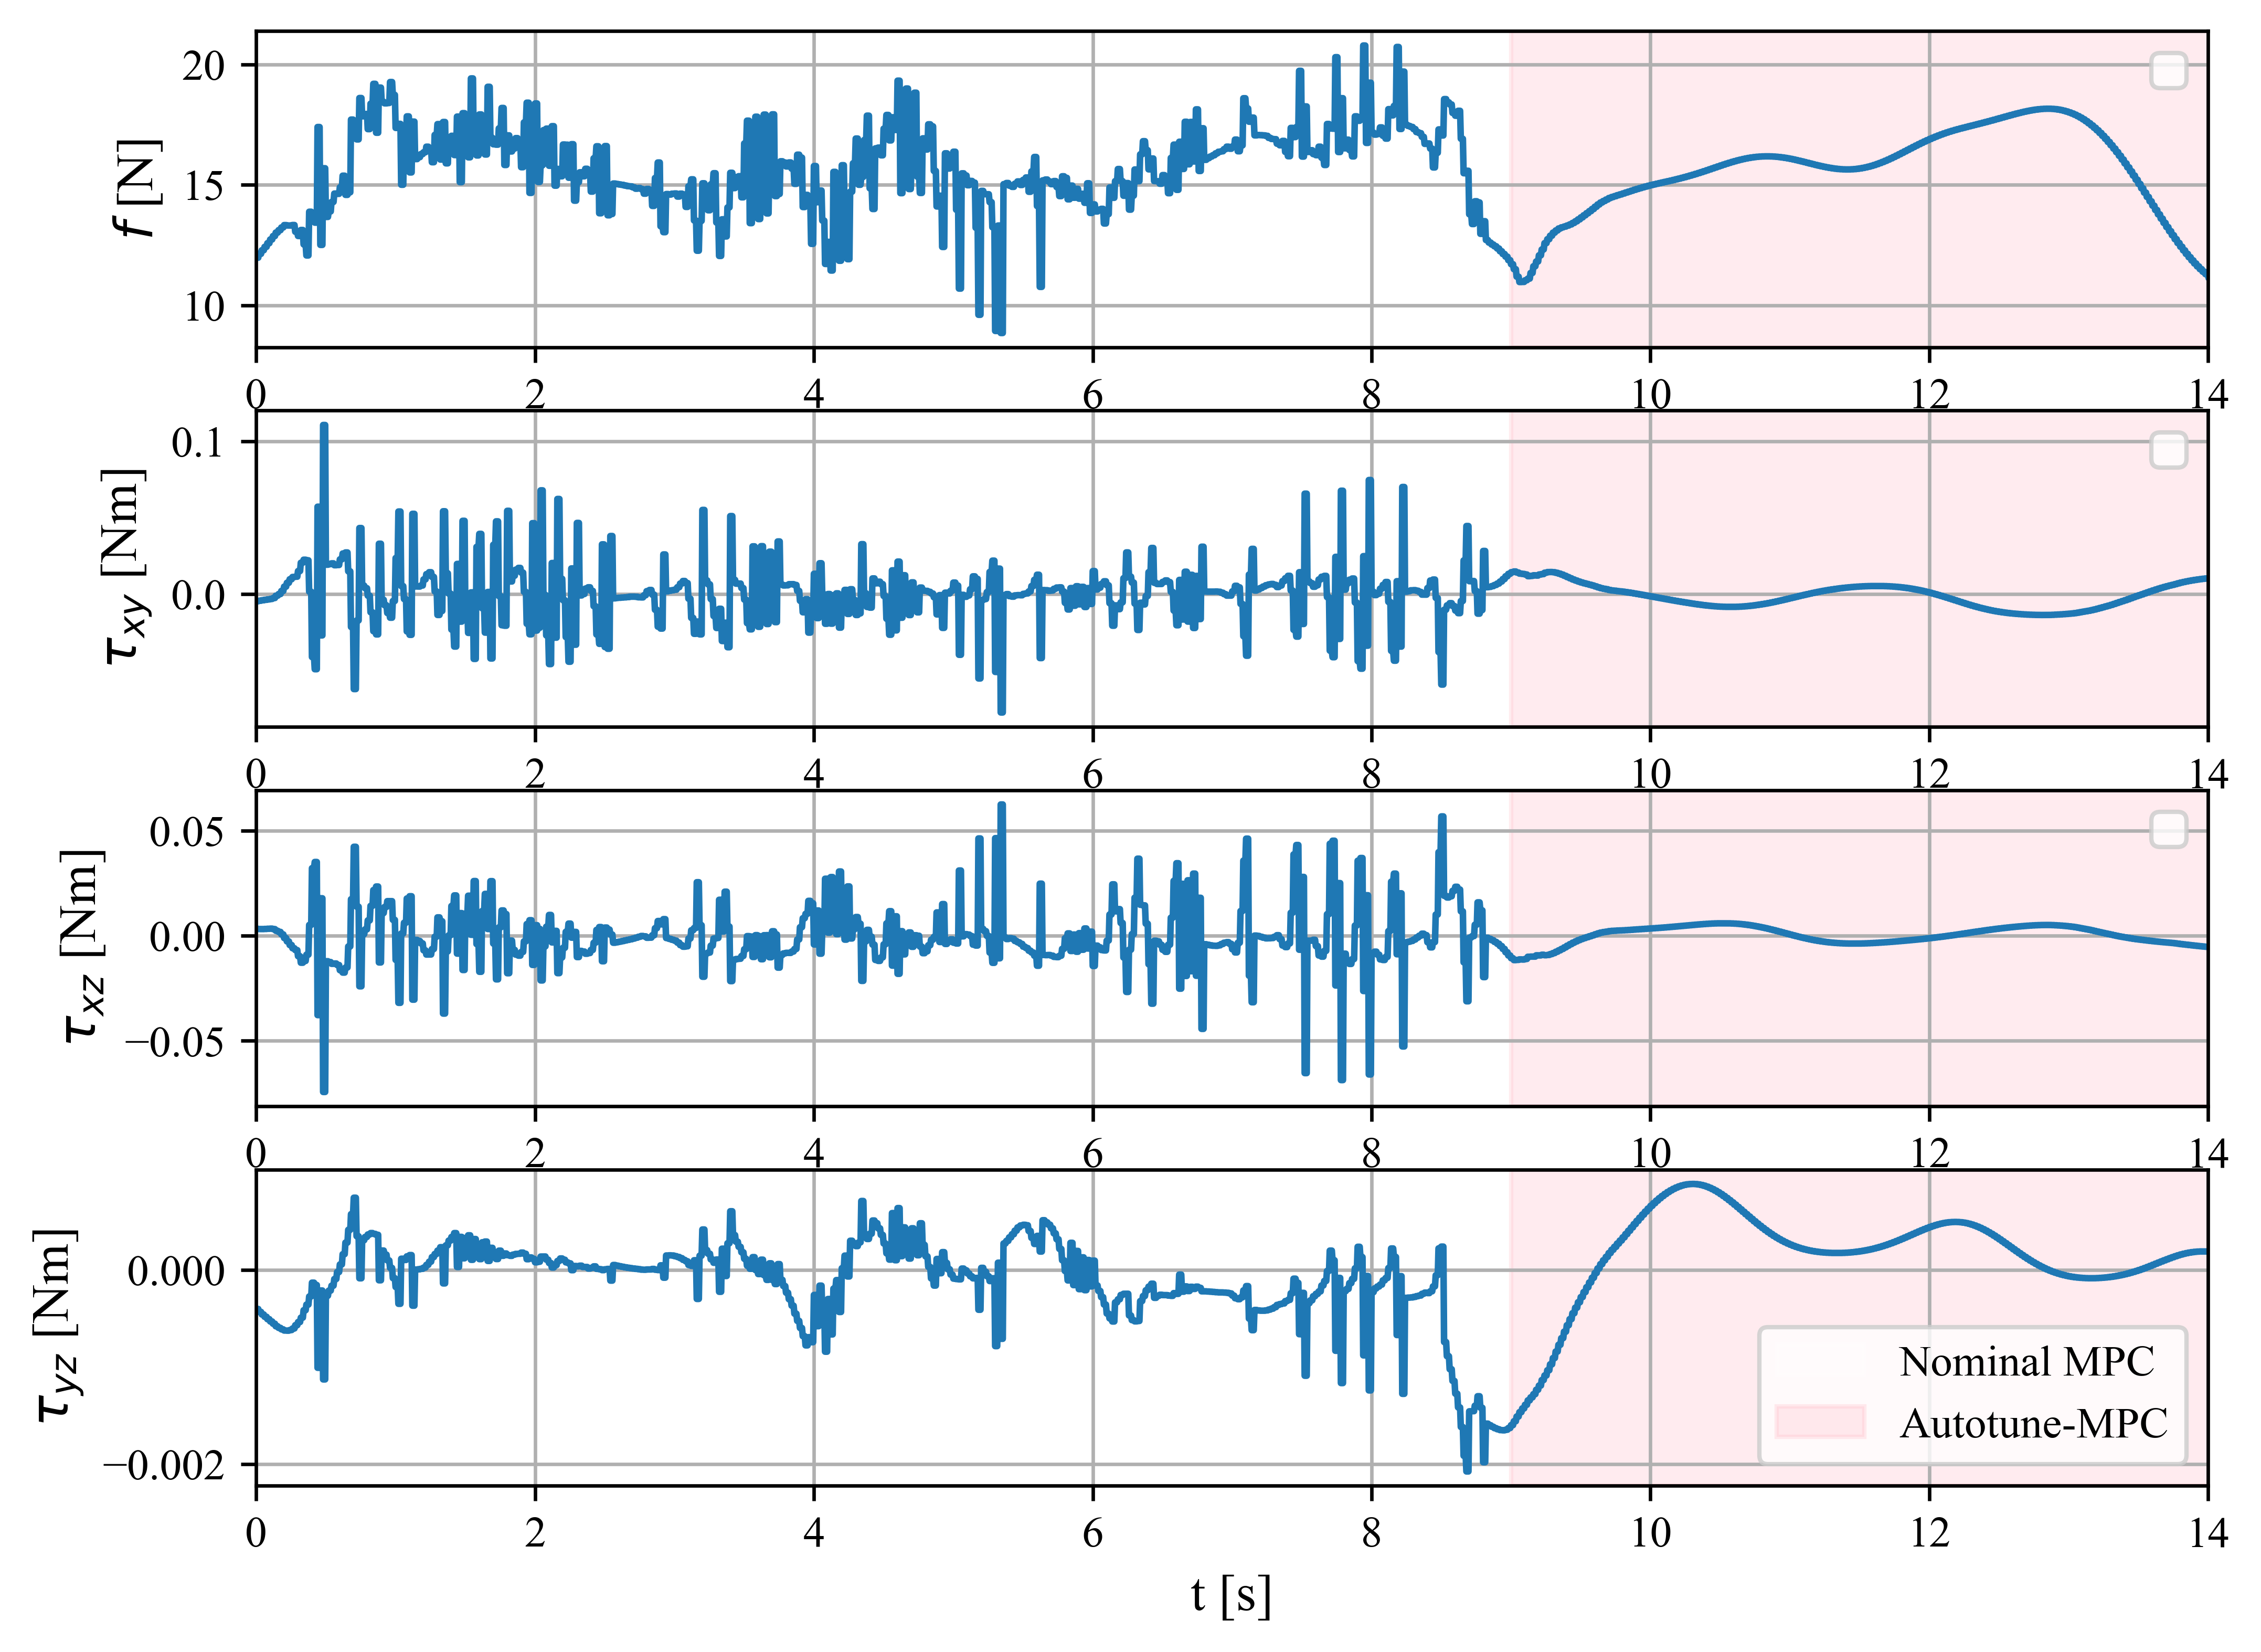 f [N]
20
15
10
0 2 4 6 8 10 12 14
τxy [Nm]
0.1
0.0
0 2 4 6 8 10 12 14
τxz [Nm]
0.05
0.00
−0.05
0 2 4 6 8 10 12 14
τyz [Nm]
0.000
−0.002
Nominal MPC
Autotune-MPC
0 2 4 6 8 10 12 14
t [s]